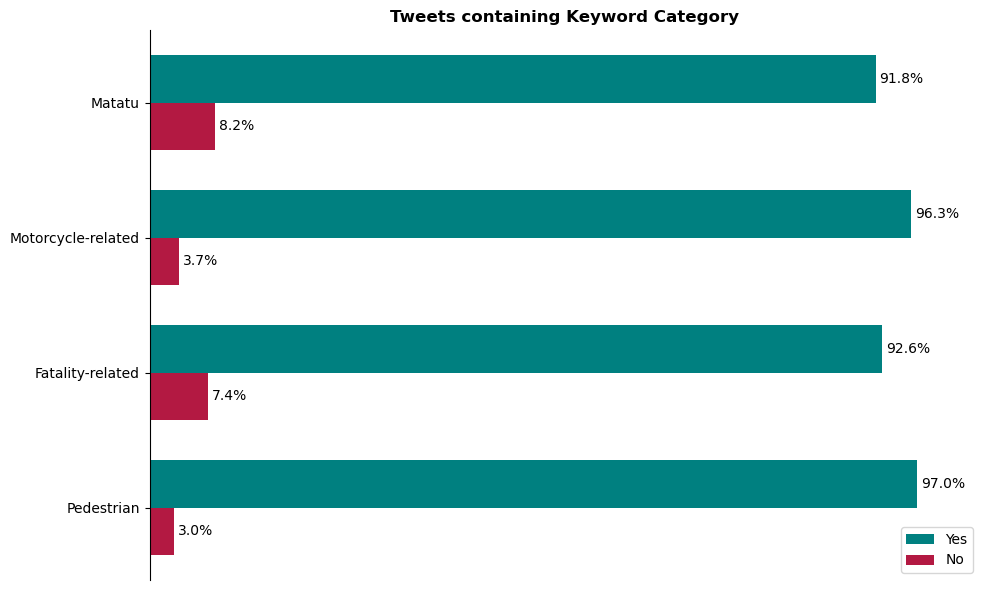 Tweets containing Keyword Category
Matatu
91.8%
8.2%
Motorcycle-related
96.3%
3.7%
Fatality-related
92.6%
7.4%
Pedestrian
97.0%
3.0%
Yes
No